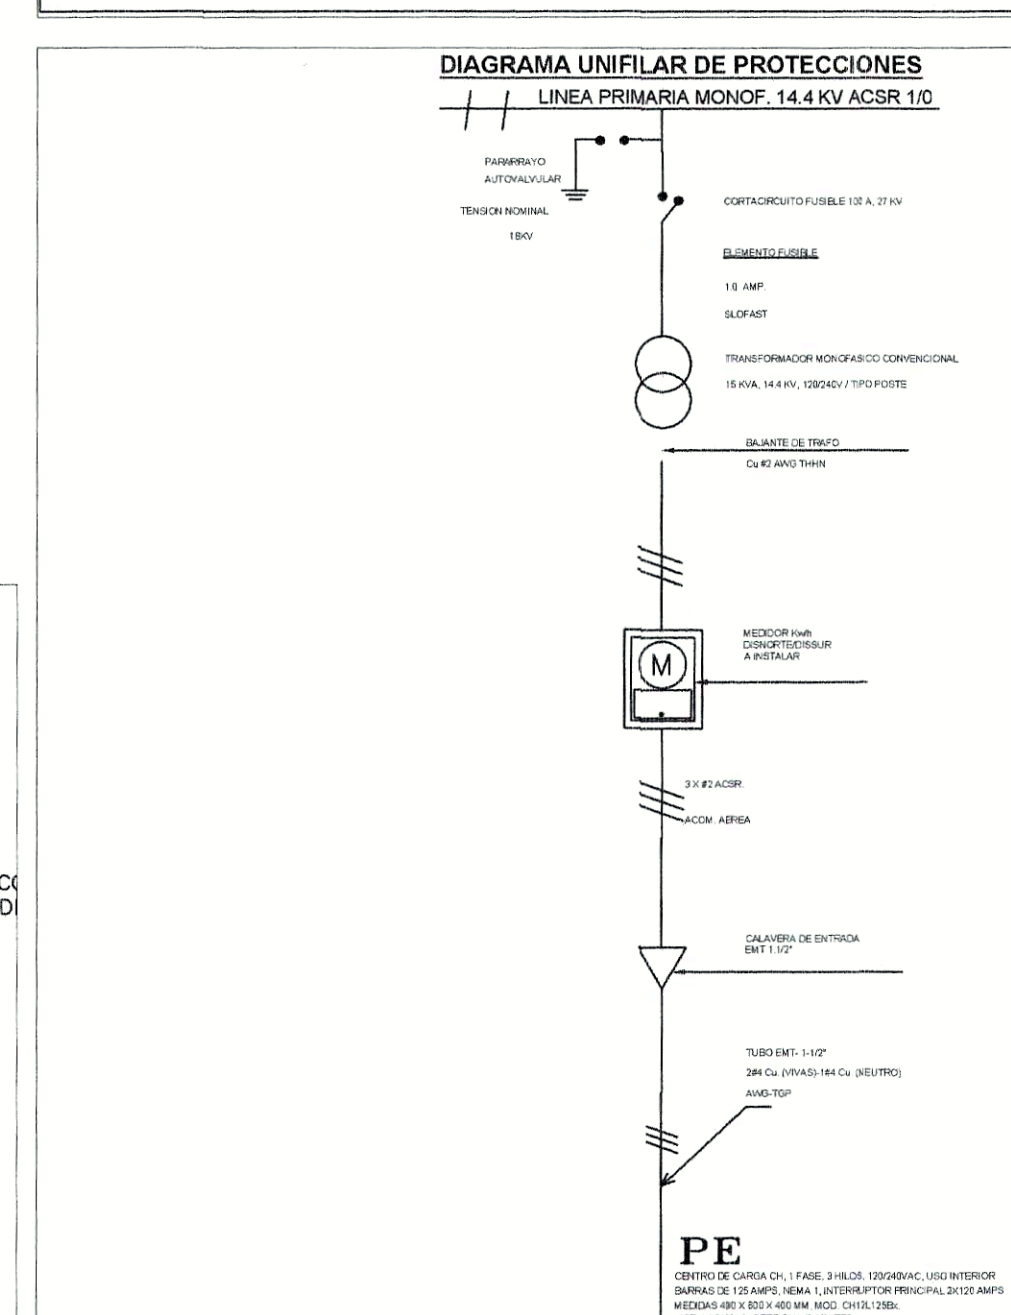 DIAGRAMA UNIFILAR DE PROTECCIONES
LINEA PRIMARIA MONOF. 14.4 KV ACSR 1/0
PARARRAYO
AUTOVALVULAR
TENSION NOMINAL
18KV
CORTACIRCUITO FUSIBLE 100 A, 27 KV
ELEMENTO FUSIBLE
1.0 AMP.
SLOFAST
TRANSFORMADOR MONOFASICO CONVENCIONAL
15 KVA, 14.4 KV, 120/240V / TIPO POSTE
BAJANTE DE TRAFO
Cu #2 AWG THHN
MEDIDOR Kwh
DISNORTE/DISSUR
A INSTALAR
M
3 X #2 ACSR.
ACOM. AEREA
CO
DI
CALAVERA DE ENTRADA
EMT 1.1/2"
TUBO EMT- 1-1/2"
2#4 Cu. (VIVAS)-1#4 Cu (NEUTRO)
AWG-TGP
PE
CENTRO DE CARGA CH, 1 FASE, 3 HILOS, 120/240VAC, USO INTERIOR
BARRAS DE 125 AMPS, NEMA 1, INTERRUPTOR PRINCIPAL 2X120 AMPS
MEDIDAS 490 X 800 X 400 MM, MOD. CH12L125Bx.